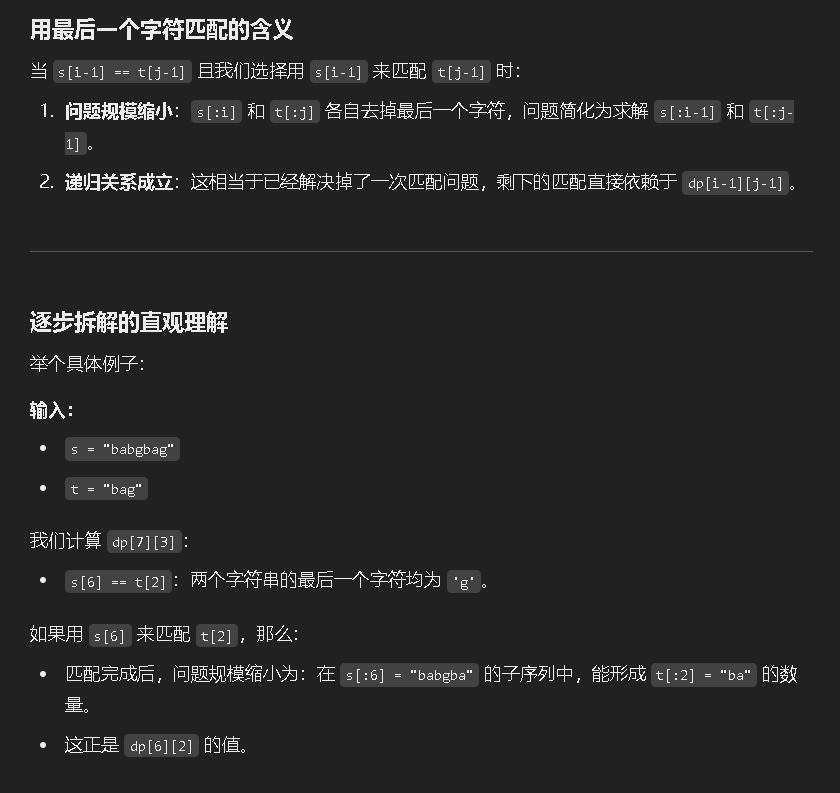 用最后一个字符匹配的含义
当 s[i-1] == t[j-1] 且我们选择用 s[i-1] 来匹配 t[j-1] 时：
1. 问题规模缩小：s[:i] 和 t[:j] 各自去掉最后一个字符，问题简化为求解 s[:i-1] 和 t[:j-
1] 。
2. 递归关系成立：这相当于已经解决掉了一次匹配问题，剩下的匹配直接依赖于 dp[i-1][j-1] 。
逐步拆解的直观理解
举个具体例子：
输入：
• s = "babgbag"
• t = "bag"
我们计算 dp[7][3] ：
• s[6] == t[2] ：两个字符串的最后一个字符均为 'g' 。
如果用 s[6] 来匹配 t[2] ，那么：
• 匹配完成后，问题规模缩小为：在 s[:6] = "babgba" 的子序列中，能形成 t[:2] = "ba" 的数
量。
• 这正是 dp[6][2] 的值。